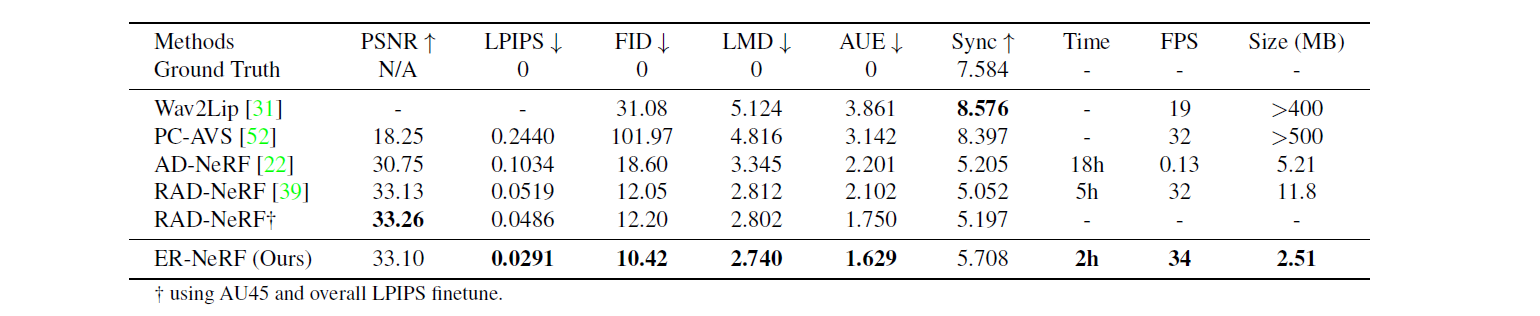 Methods PSNR ↑ LPIPS ↓ FID ↓ LMD ↓ AUE ↓ Sync ↑ Time FPS Size (MB)
Ground Truth N/A 0 0 0 0 7.584 - - -
Wav2Lip [31] - - 31.08 5.124 3.861 8.576 - 19 >400
PC-AVS [52] 18.25 0.2440 101.97 4.816 3.142 8.397 - 32 >500
AD-NeRF [22] 30.75 0.1034 18.60 3.345 2.201 5.205 18h 0.13 5.21
RAD-NeRF [39] 33.13 0.0519 12.05 2.812 2.102 5.052 5h 32 11.8
RAD-NeRF† 33.26 0.0486 12.20 2.802 1.750 5.197 - - -
ER-NeRF (Ours) 33.10 0.0291 10.42 2.740 1.629 5.708 2h 34 2.51
† using AU45 and overall LPIPS finetune.